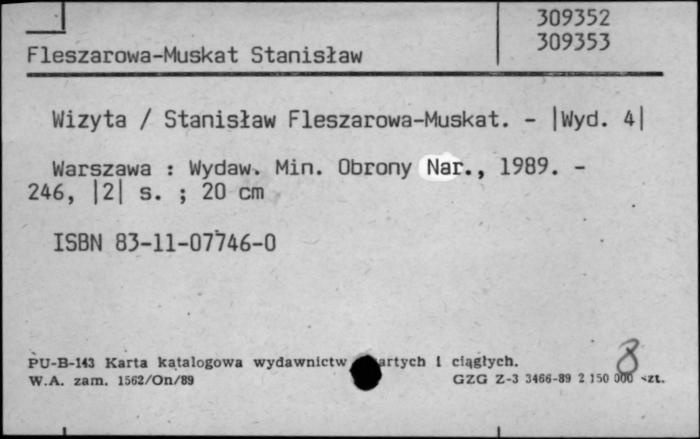 309352
309353
Fleszarowa-Muskat Stanisław
Wizyta / Stanisław Fleszarowa-Muskat. - |Wyd. 4|
Warszawa : Wydaw. Min. Obrony Nar., 1989. -
246, |2| s. ; 20 cm
ISBN 83-11-07746-0
8
PU-B-143 Karta katalogowa wydawnictw artych i ciągłych.
W.A. zam. 1562/On/89 GZG Z-3 3466-89 2 150 000 szt.